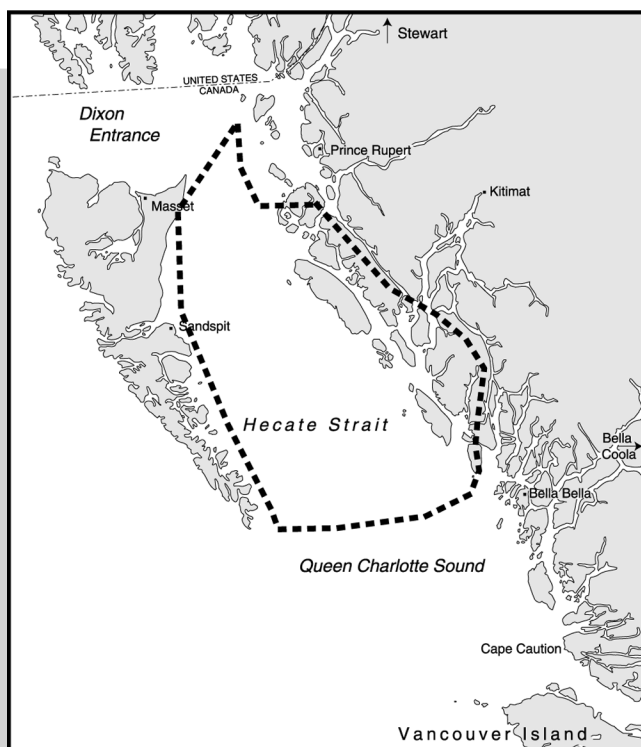 Stewart
UNITED STATES
CANADA
Dixon
Entrance
Prince Rupert
Kitimat
Masset
Sandspit
Hecate Strait
Bella
Coola
Bella Bella
Queen Charlotte Sound
Cape Caution
Vancouver Island